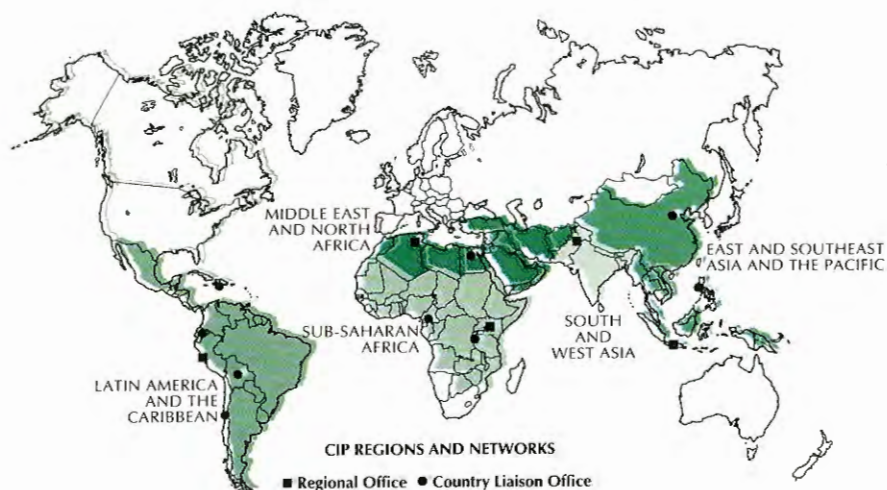 MIDDLE EAST
AND NORTH
AFRICA
EAST AND SOUTHEAST
ASIA AND THE PACIFIC
SUB-SAHARAN
AFRICA
SOUTH
AND
WEST ASIA
LATIN AMERICA
AND THE
CARIBBEAN
CIP REGIONS AND NETWORKS
■ Regional Office ● Country Liaison Office